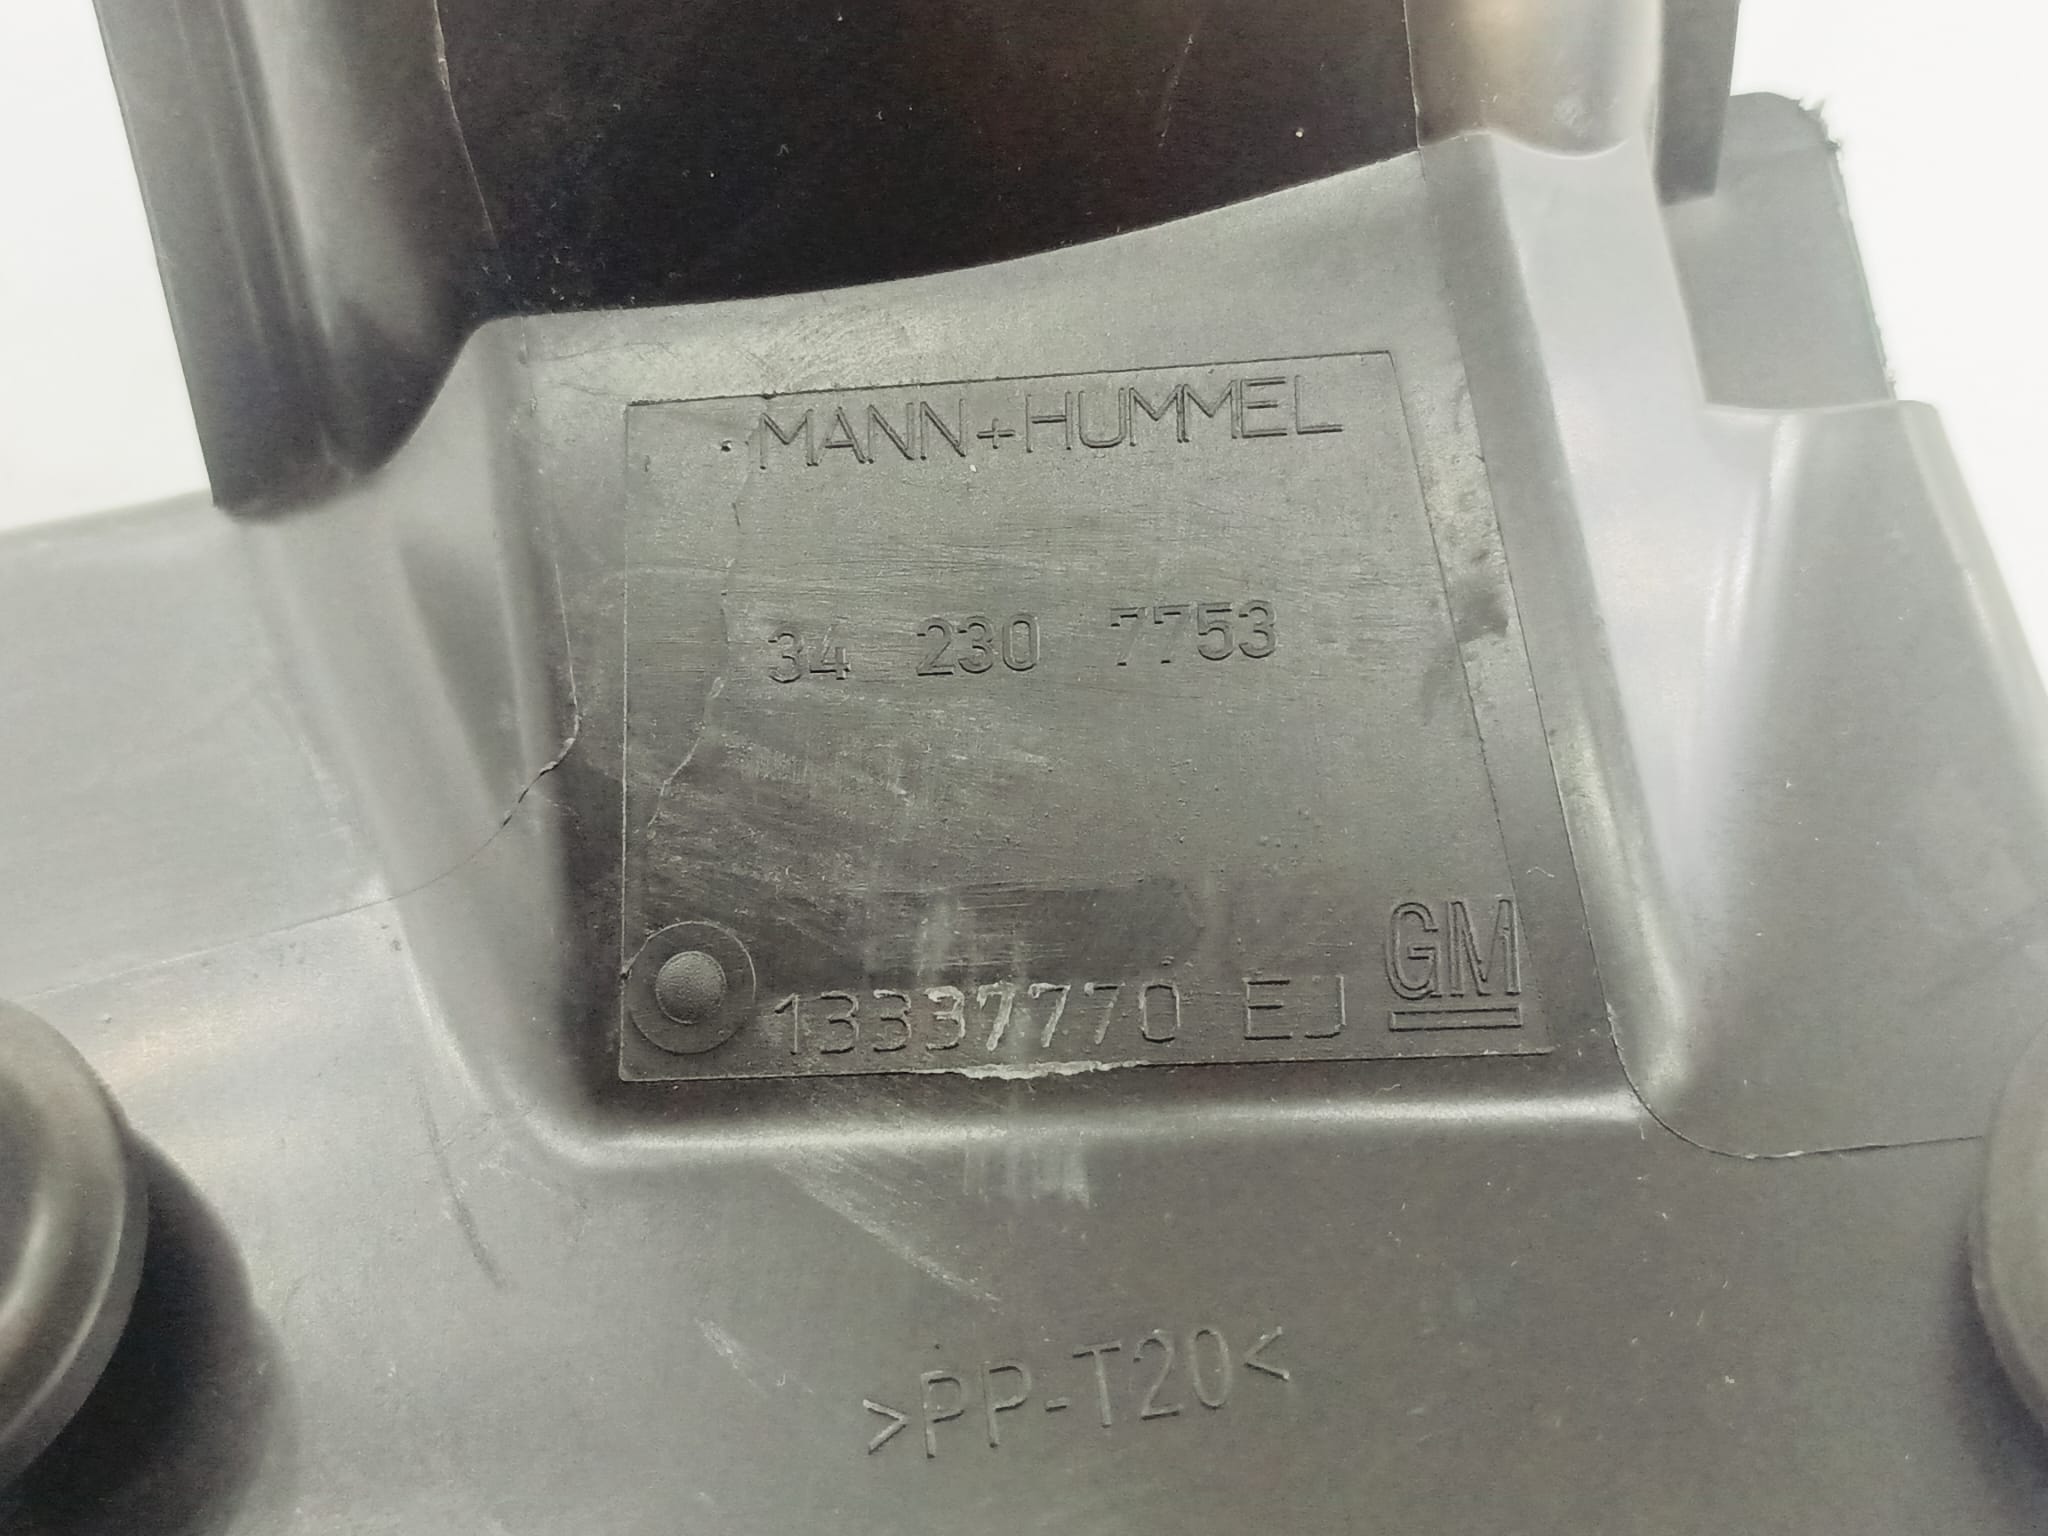 MANN+HUMMEL
34 230 7753
GM
13337770 EJ
>PP-T20<